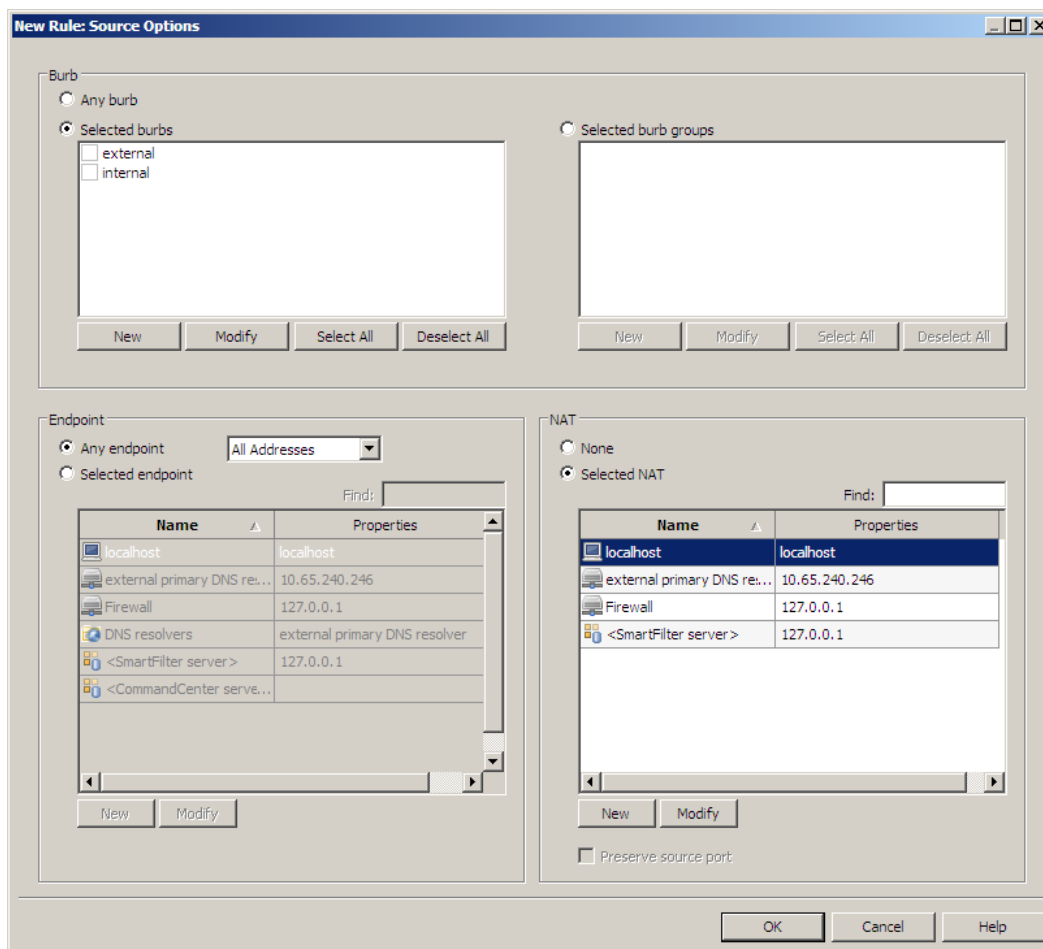 New Rule: Source Options
Burb
Any burb
Selected burbs
Selected burb groups
external
internal
New Modify Select All Deselect All
New Modify Select All Deselect All
Endpoint
Any endpoint All Addresses
Selected endpoint
Find:
Name Properties
localhost localhost
external primary DNS re... 10.65.240.246
Firewall 127.0.0.1
DNS resolvers external primary DNS resolver
<SmartFilter server> 127.0.0.1
<CommandCenter serve...
New Modify
NAT
None
Selected NAT
Find:
Name Properties
localhost localhost
external primary DNS re... 10.65.240.246
Firewall 127.0.0.1
<SmartFilter server> 127.0.0.1
New Modify
Preserve source port
OK Cancel Help